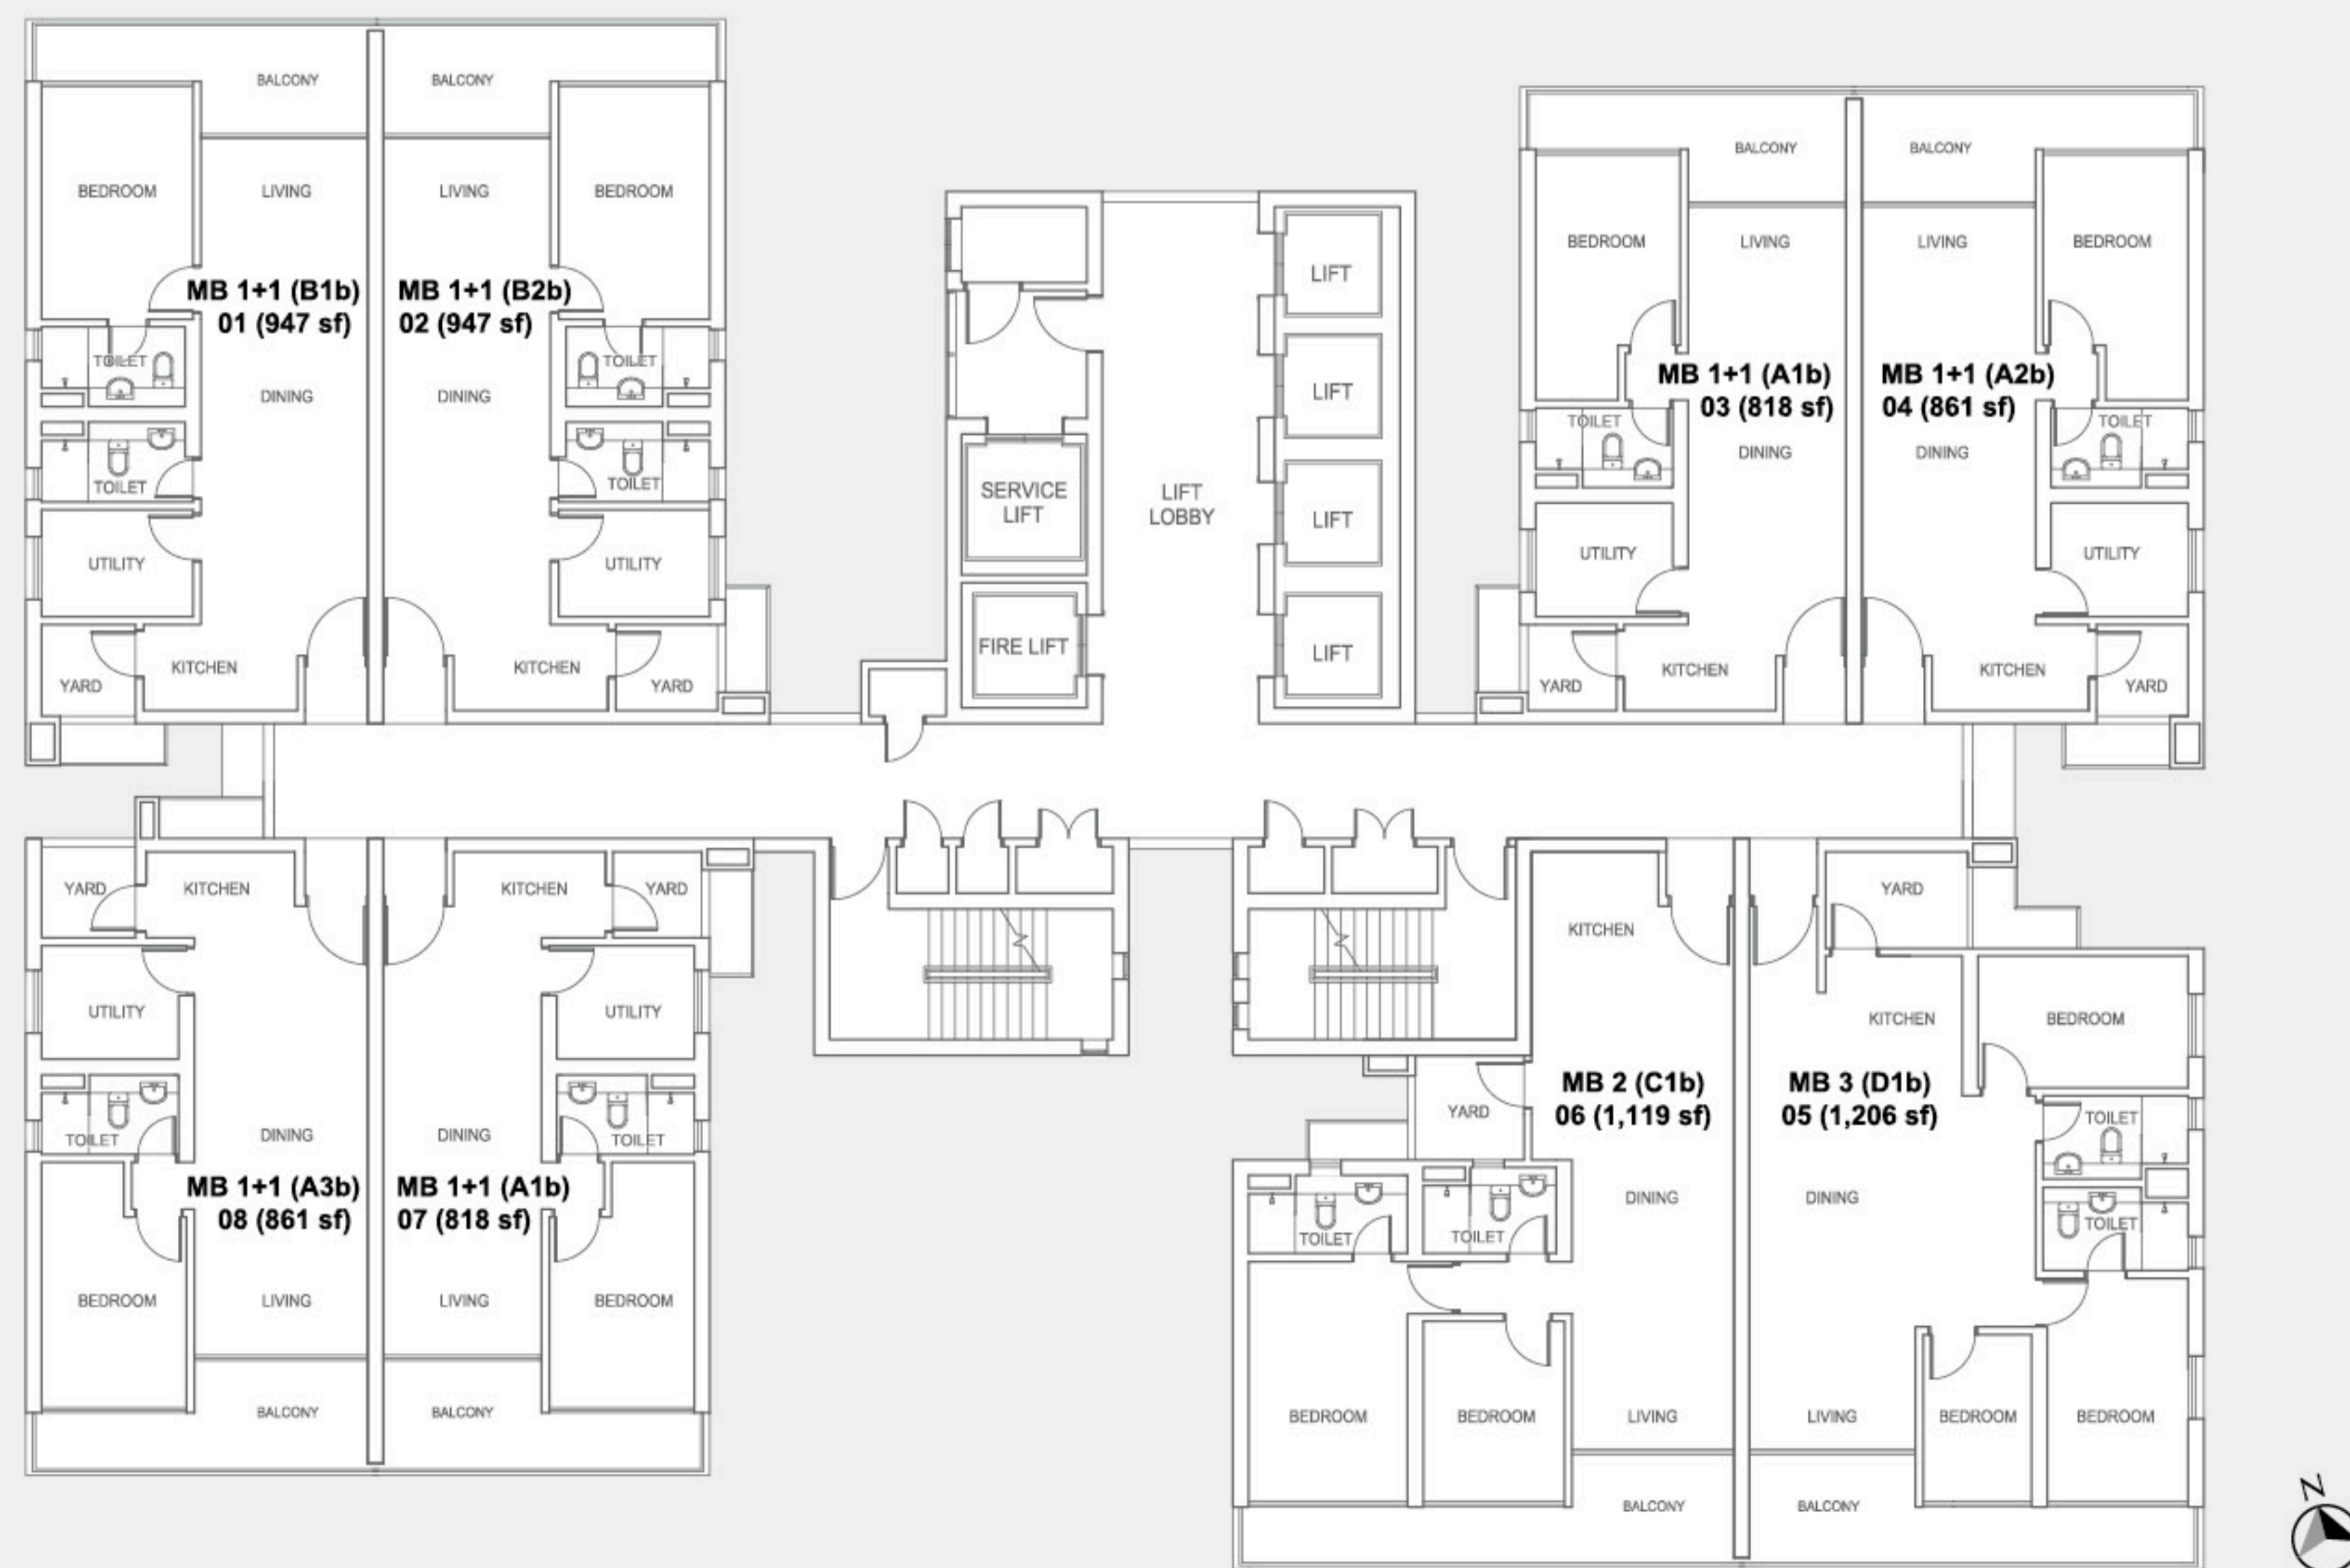 BALCONY
BALCONY
BEDROOM
LIVING
LIVING
BEDROOM
MB 1+1 (B1b)
01 (947 sf)
MB 1+1 (B2b)
02 (947 sf)
TOILET
TOILET
DINING
DINING
TOILET
TOILET
UTILITY
UTILITY
YARD
KITCHEN
KITCHEN
YARD
SERVICE
LIFT
FIRE LIFT
LIFT
LOBBY
LIFT
LIFT
LIFT
LIFT
BALCONY
BALCONY
BEDROOM
LIVING
LIVING
BEDROOM
MB 1+1 (A1b)
03 (818 sf)
MB 1+1 (A2b)
04 (861 sf)
TOILET
TOILET
DINING
DINING
UTILITY
UTILITY
YARD
KITCHEN
KITCHEN
YARD
YARD
KITCHEN
KITCHEN
YARD
UTILITY
UTILITY
TOILET
DINING
DINING
TOILET
MB 1+1 (A3b)
08 (861 sf)
MB 1+1 (A1b)
07 (818 sf)
BEDROOM
LIVING
LIVING
BEDROOM
BALCONY
BALCONY
KITCHEN
YARD
KITCHEN
BEDROOM
MB 2 (C1b)
06 (1,119 sf)
MB 3 (D1b)
05 (1,206 sf)
YARD
TOILET
DINING
DINING
TOILET
TOILET
TOILET
BEDROOM
BEDROOM
LIVING
LIVING
BEDROOM
BEDROOM
BALCONY
BALCONY
N